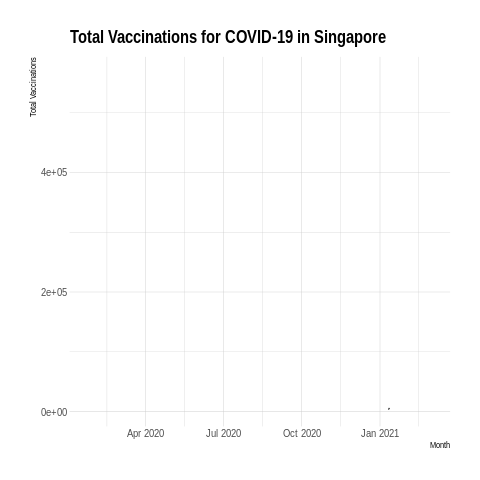 Total Vaccinations for COVID-19 in Singapore
Total Vaccinations
4e+05
2e+05
0e+00
Apr 2020
Jul 2020
Oct 2020
Jan 2021
Month